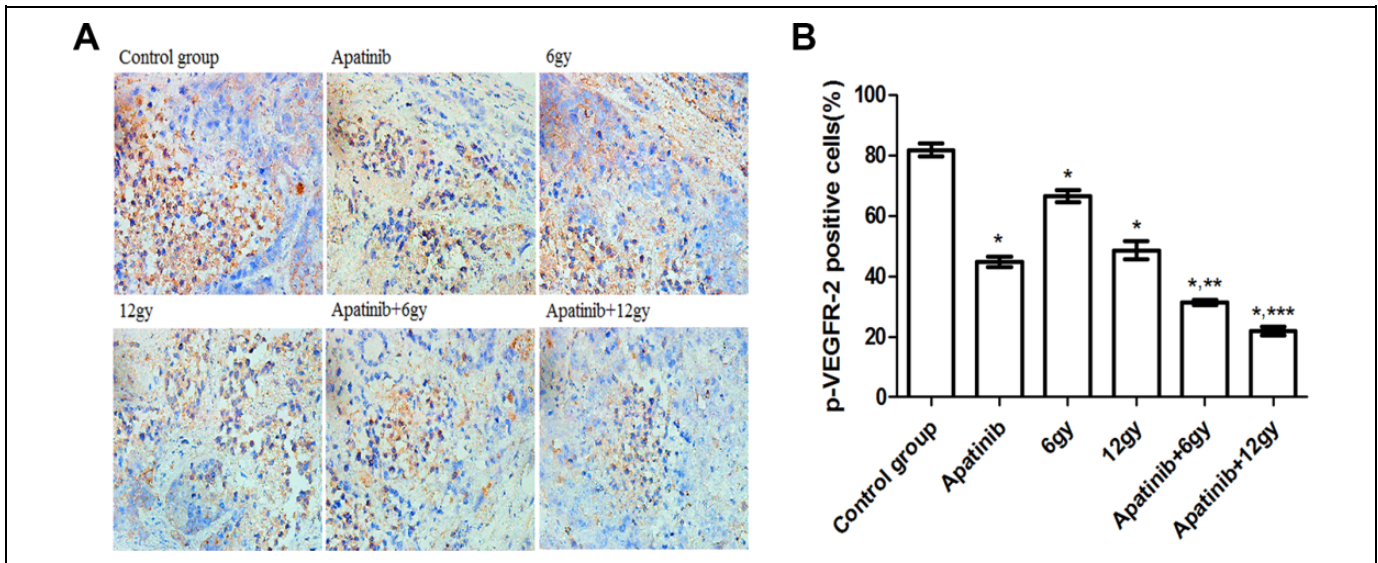 A
Control group Apatinib 6gy
12gy Apatinib+6gy Apatinib+12gy
B
p-VEGFR-2 positive cells(%)
100
80
60
40
20
0
*
*
*
*,**
*,***
Control group
Apatinib
6gy
12gy
Apatinib+6gy
Apatinib+12gy